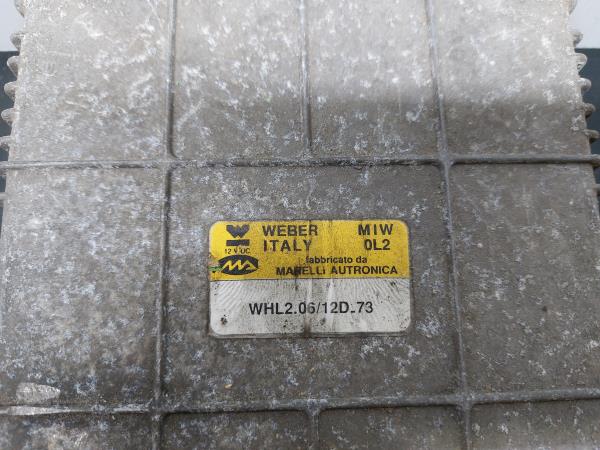 WEBER MIW
ITALY 0L2
12 V. DC
fabbricato da
MARELLI AUTRONICA
WHL2.06/12D.73